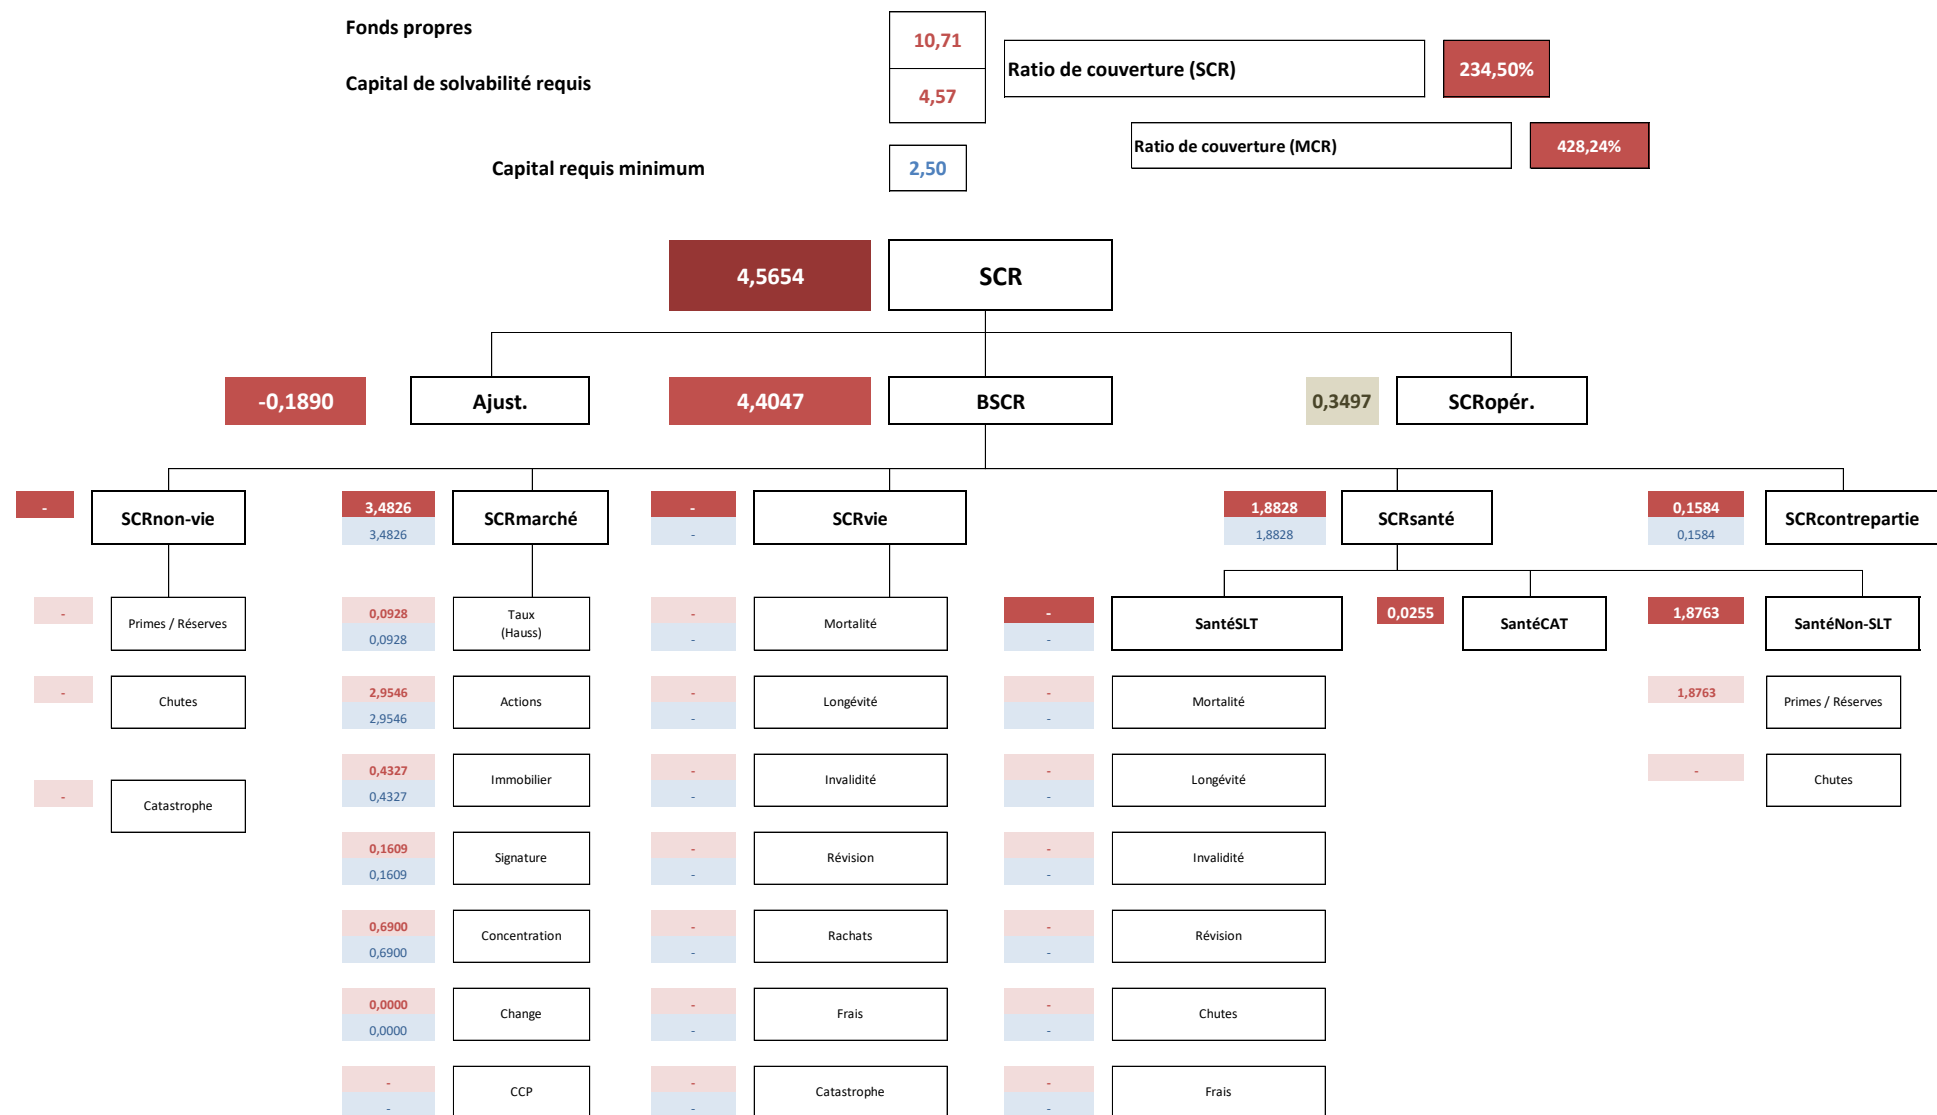 Fonds propres
10,71
Ratio de couverture (SCR)
234,50%
Capital de solvabilité requis
4,57
Ratio de couverture (MCR)
428,24%
Capital requis minimum
2,50
4,5654
SCR
-0,1890
Ajust.
4,4047
BSCR
0,3497
SCRopér.
-
SCRnon-vie
3,4826
3,4826
SCRmarché
-
-
SCRvie
1,8828
1,8828
SCRsanté
0,1584
0,1584
SCRcontrepartie
-
Primes / Réserves
0,0928
0,0928
Taux
(Hauss)
-
-
Mortalité
-
-
SantéSLT
0,0255
SantéCAT
1,8763
SantéNon-SLT
-
Chutes
2,9546
2,9546
Actions
-
-
Longévité
-
-
Mortalité
1,8763
Primes / Réserves
-
Catastrophe
0,4327
0,4327
Immobilier
-
-
Invalidité
-
-
Longévité
-
Chutes
0,1609
0,1609
Signature
-
-
Révision
-
-
Invalidité
0,6900
0,6900
Concentration
-
-
Rachats
-
-
Révision
0,0000
0,0000
Change
-
-
Frais
-
-
Chutes
-
-
CCP
-
-
Catastrophe
-
-
Frais